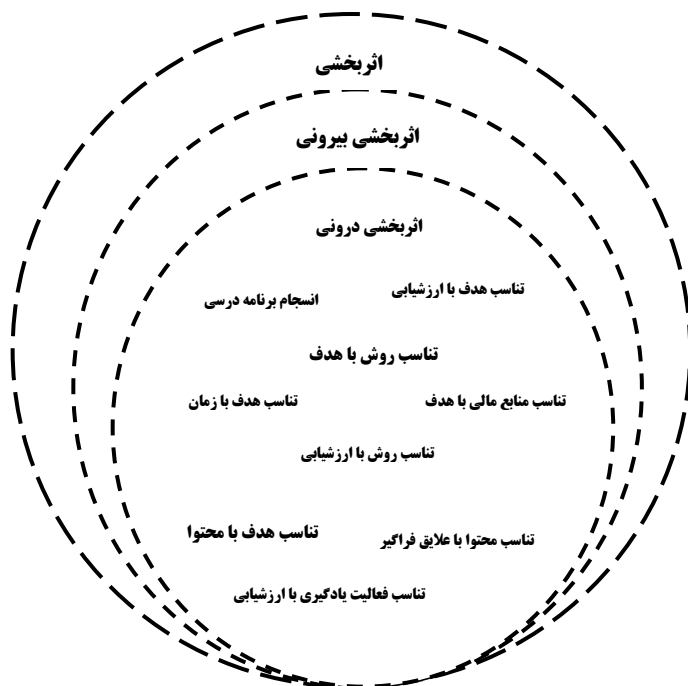 اثربخشی
اثربخشی بیرونی
اثربخشی درونی
تناسب هدف با ارزشیابی
انسجام برنامه درسی
تناسب روش با هدف
تناسب منابع مالی با هدف
تناسب هدف با زمان
تناسب روش با ارزشیابی
تناسب هدف با محتوا
تناسب محتوا با علایق فراگیر
تناسب فعالیت یادگیری با ارزشیابی